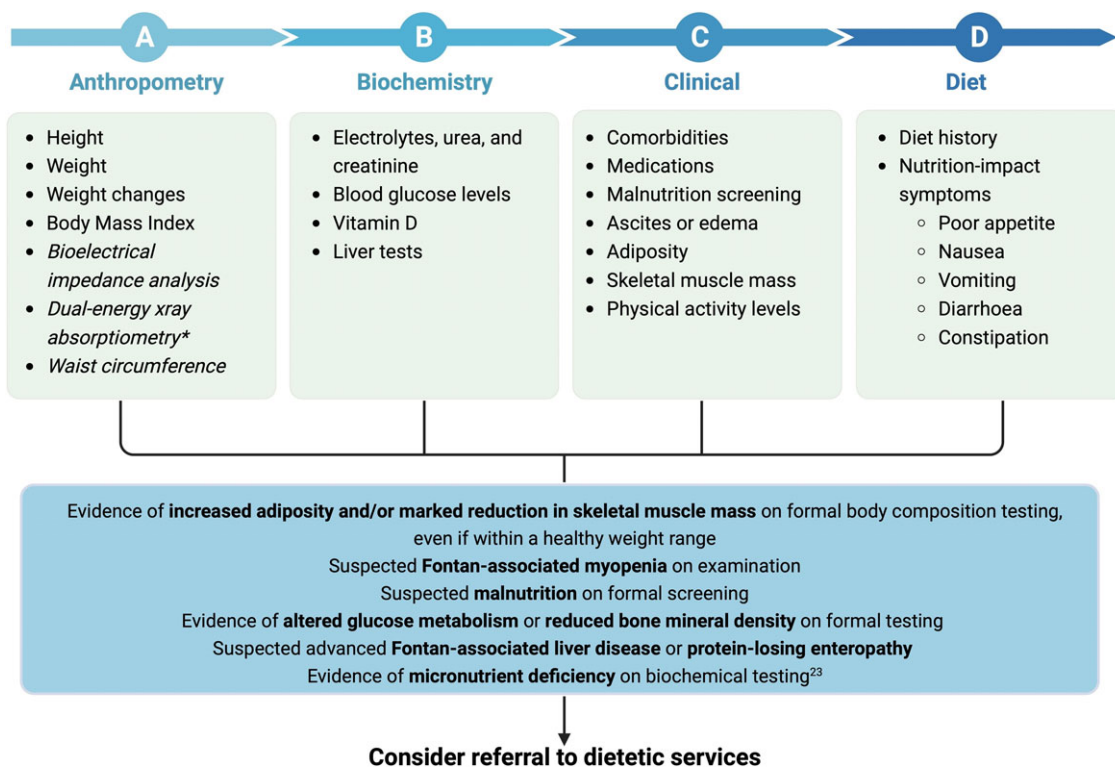 A
Anthropometry
• Height
• Weight
• Weight changes
• Body Mass Index
• Bioelectrical
impedance analysis
• Dual-energy xray
absorptiometry*
• Waist circumference
B
Biochemistry
• Electrolytes, urea, and
creatinine
• Blood glucose levels
• Vitamin D
• Liver tests
C
Clinical
• Comorbidities
• Medications
• Malnutrition screening
• Ascites or edema
• Adiposity
• Skeletal muscle mass
• Physical activity levels
D
Diet
• Diet history
• Nutrition-impact
symptoms
○ Poor appetite
○ Nausea
○ Vomiting
○ Diarrhoea
○ Constipation
Evidence of increased adiposity and/or marked reduction in skeletal muscle mass on formal body composition testing,
even if within a healthy weight range
Suspected Fontan-associated myopenia on examination
Suspected malnutrition on formal screening
Evidence of altered glucose metabolism or reduced bone mineral density on formal testing
Suspected advanced Fontan-associated liver disease or protein-losing enteropathy
Evidence of micronutrient deficiency on biochemical testing²³
Consider referral to dietetic services